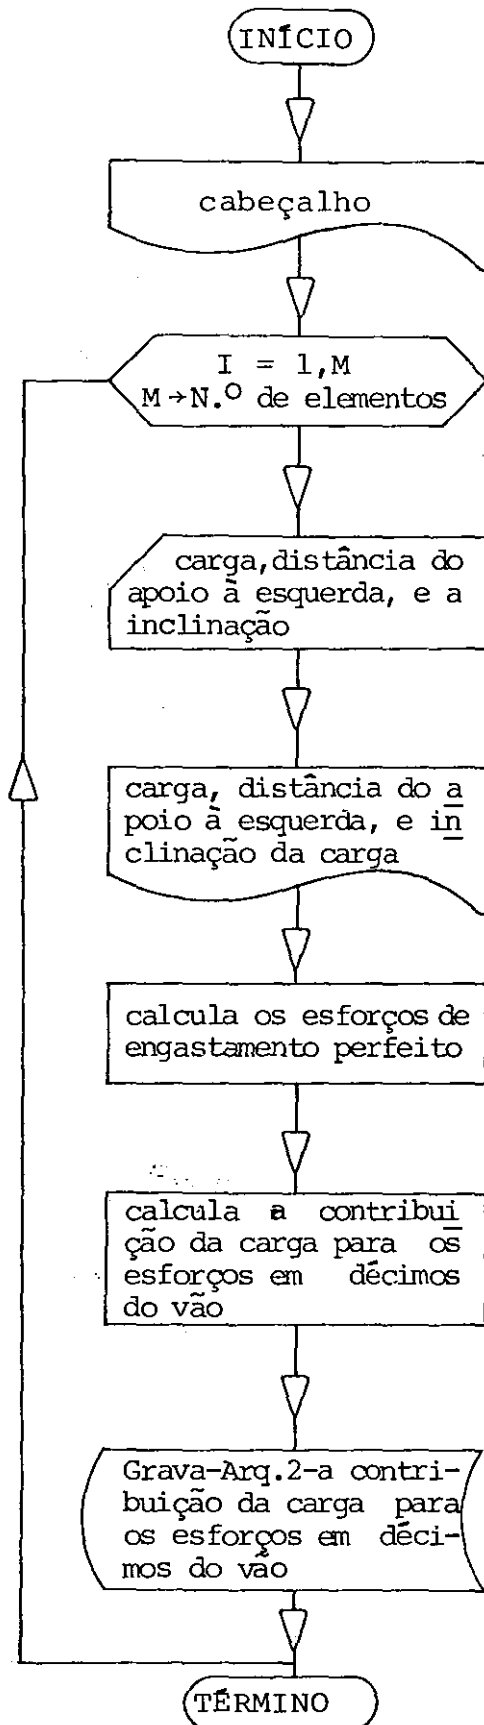 INÍCIO
cabeçalho
I = 1,M
M→N.º de elementos
carga,distância do
apoio à esquerda, e a
inclinação
carga, distância do a
poio à esquerda, e in
clinação da carga
calcula os esforços de
engastamento perfeito
calcula a contribui
ção da carga para os
esforços em décimos
do vão
Grava-Arq.2-a contri-
buição da carga para
os esforços em déci-
mos do vão
TÉRMINO